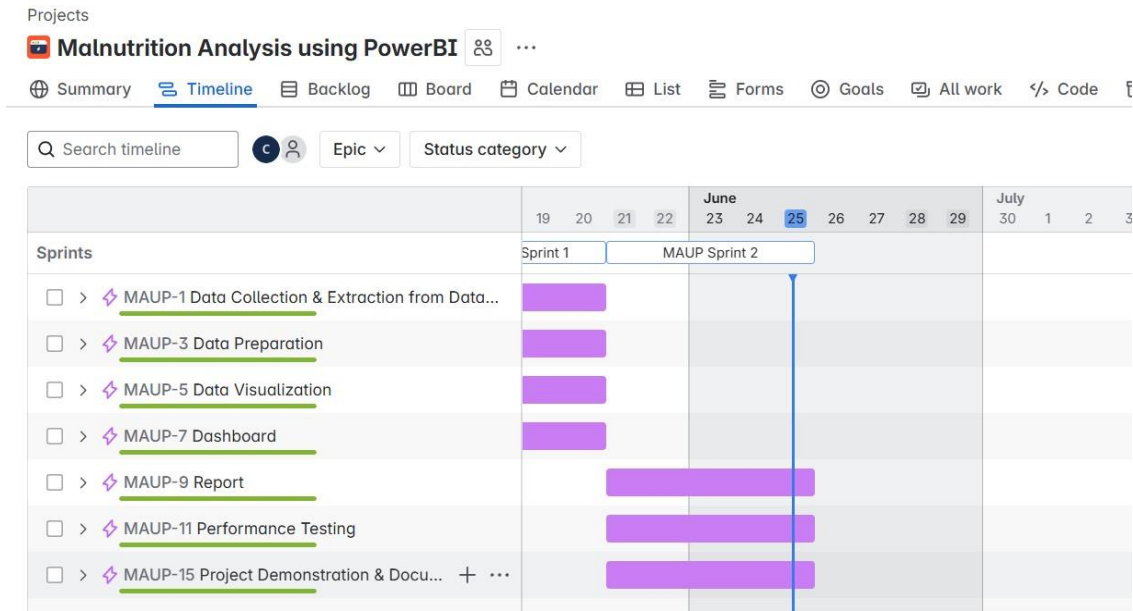 Projects
Malnutrition Analysis using PowerBI
Summary Timeline Backlog Board Calendar List Forms Goals All work Code
Search timeline C Epic Status category
June July
19 20 21 22 23 24 25 26 27 28 29 30 1 2 3
Sprints Sprint 1 MAUP Sprint 2
MAUP-1 Data Collection & Extraction from Data...
MAUP-3 Data Preparation
MAUP-5 Data Visualization
MAUP-7 Dashboard
MAUP-9 Report
MAUP-11 Performance Testing
MAUP-15 Project Demonstration & Docu...